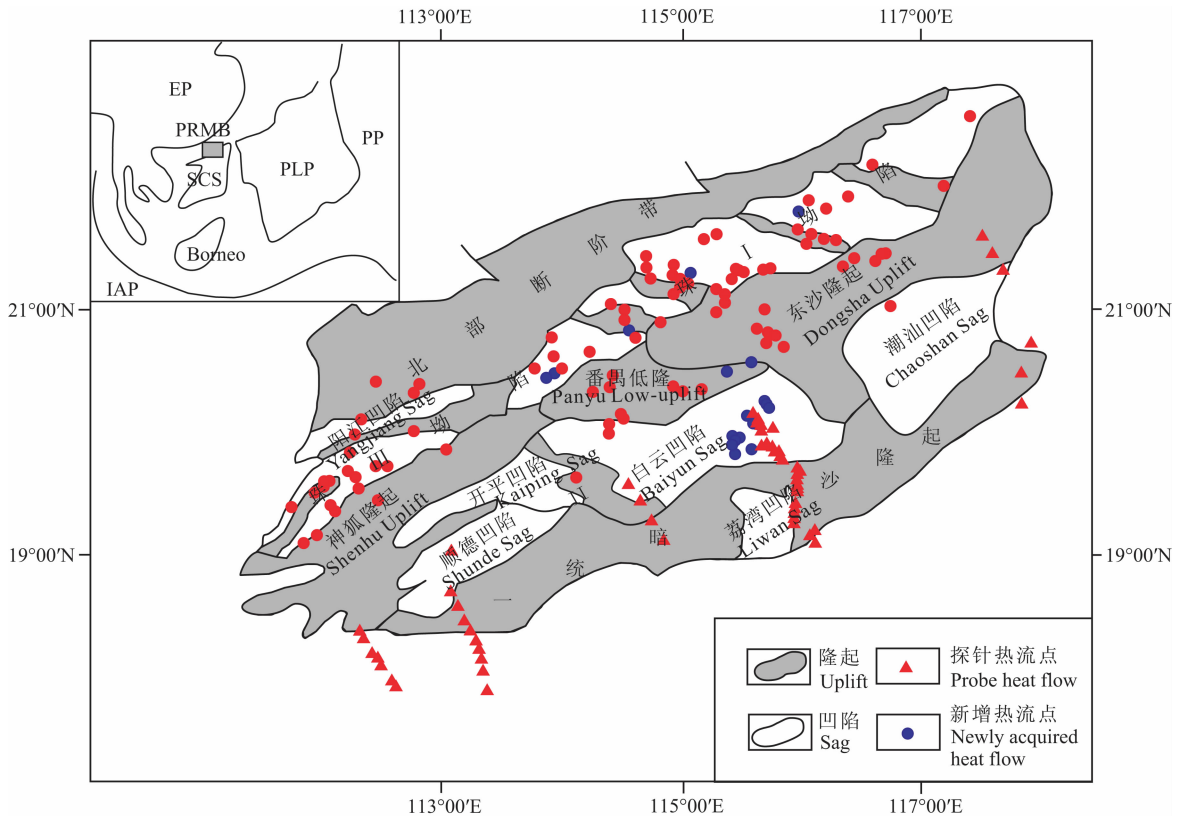 113°00′E
115°00′E
117°00′E
EP
PRMB
PP
PLP
SCS
Borneo
IAP
21°00′N
21°00′N
19°00′N
19°00′N
北部断阶带
珠一坳陷
I
东沙隆起
Dongsha Uplift
潮汕凹陷
Chaoshan Sag
番禺低隆
Panyu Low-uplift
阳江凹陷
Yangjiang Sag
珠
坳陷
III
神狐隆起
Shenhu Uplift
开平凹陷
Kaiping Sag
II
白云凹陷
Baiyun Sag
顺德凹陷
Shunde Sag
荔湾凹陷
Liwan Sag
统一暗沙隆起
隆起
Uplift
探针热流点
Probe heat flow
凹陷
Sag
新增热流点
Newly acquired
heat flow
113°00′E
115°00′E
117°00′E